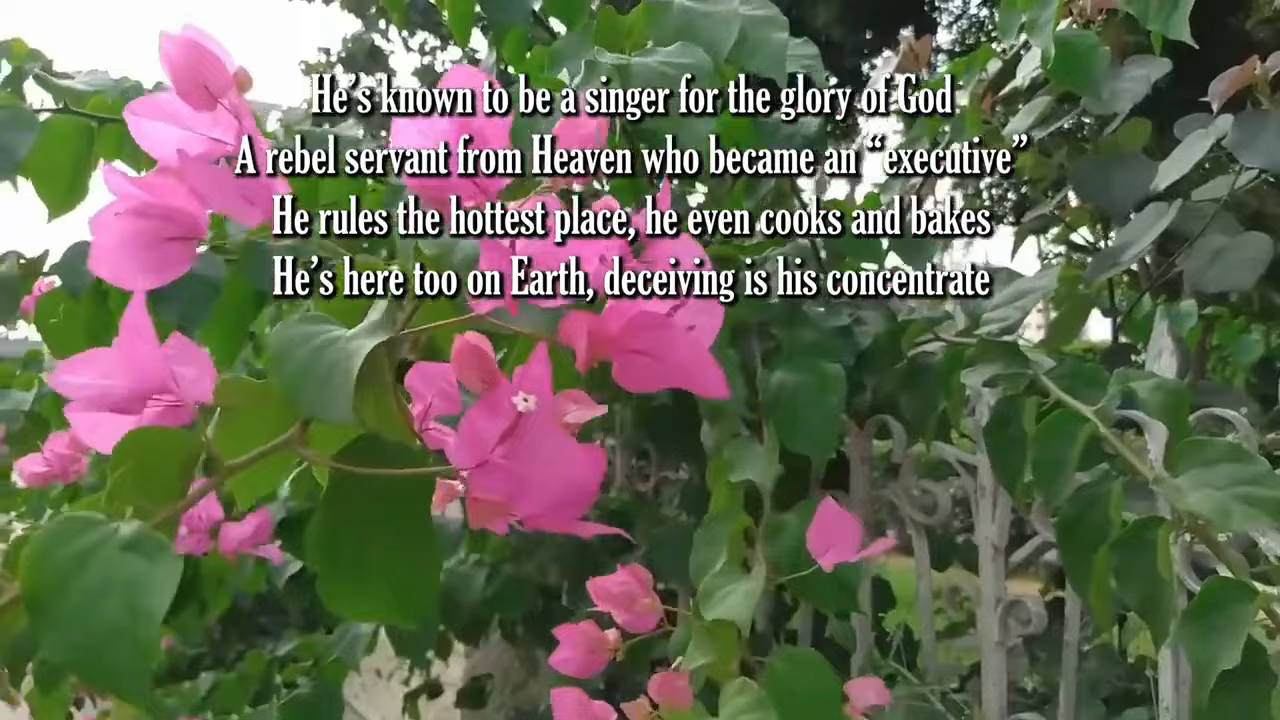 He's known to be a singer for the glory of God
A rebel servant from Heaven who became an “executive”
He rules the hottest place, he even cooks and bakes
He's here too on Earth, deceiving is his concentrate